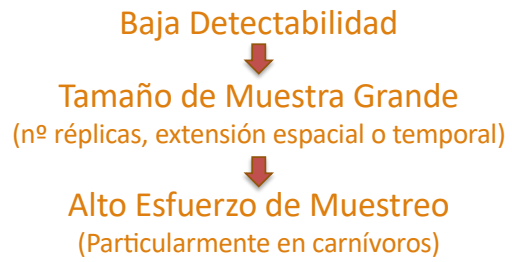 Baja Detectabilidad
Tamaño de Muestra Grande
(nº réplicas, extensión espacial o temporal)
Alto Esfuerzo de Muestreo
(Particularmente en carnívoros)